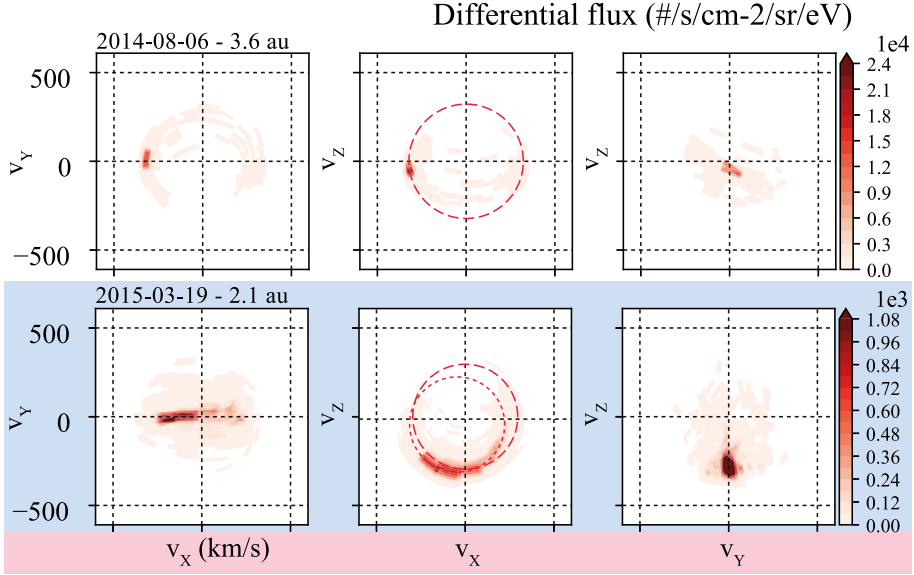 Differential flux (#/s/cm-2/sr/eV)
2014-08-06 - 3.6 au
1e4
500
0
−500
v_Y
v_Z
v_Z
2.4
2.1
1.8
1.5
1.2
0.9
0.6
0.3
0.0
2015-03-19 - 2.1 au
1e3
500
0
−500
v_Y
v_Z
v_Z
1.08
0.96
0.84
0.72
0.60
0.48
0.36
0.24
0.12
0.00
v_X (km/s)
v_X
v_Y